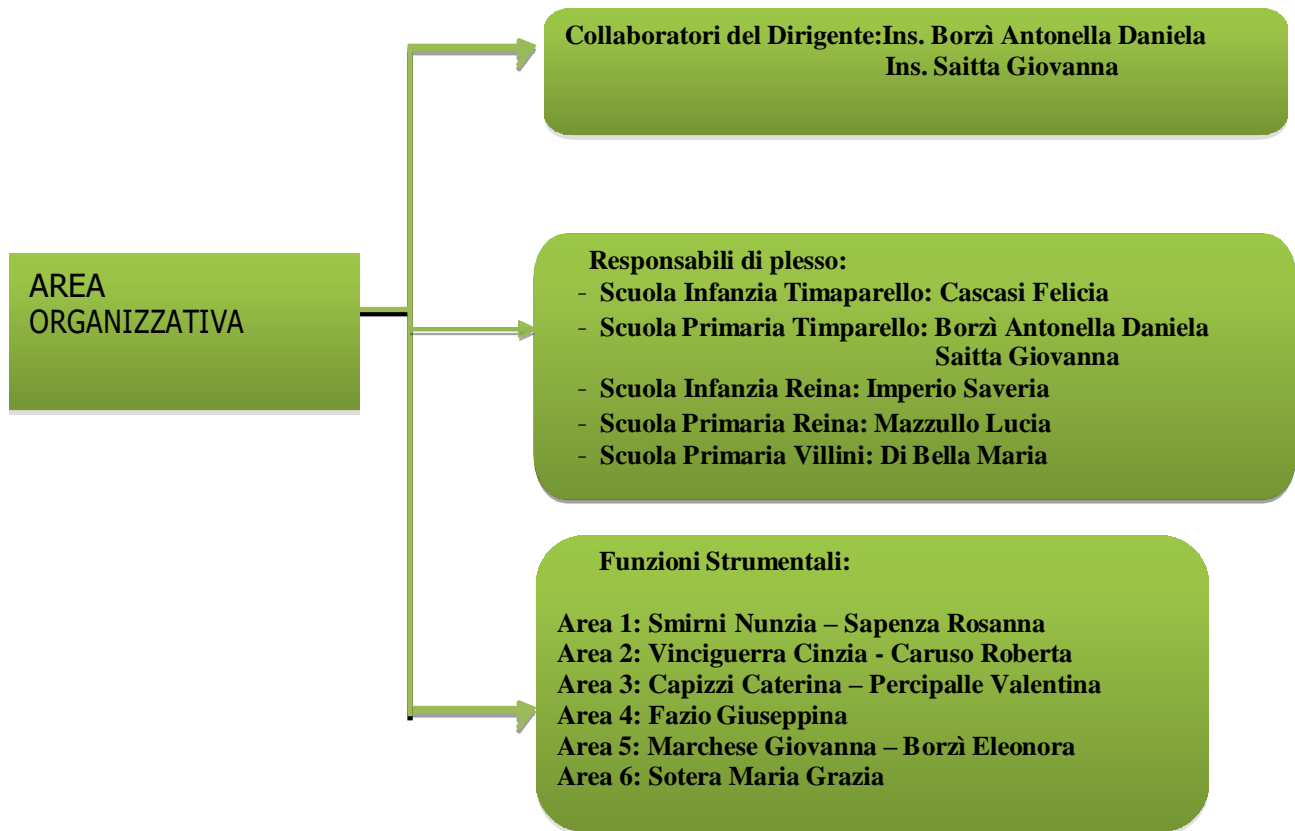 Collaboratori del Dirigente:Ins. Borzì Antonella Daniela
Ins. Saitta Giovanna
AREA
ORGANIZZATIVA
Responsabili di plesso:
- Scuola Infanzia Timaparello: Cascasi Felicia
- Scuola Primaria Timparello: Borzì Antonella Daniela
Saitta Giovanna
- Scuola Infanzia Reina: Imperio Saveria
- Scuola Primaria Reina: Mazzullo Lucia
- Scuola Primaria Villini: Di Bella Maria
Funzioni Strumentali:
Area 1: Smirni Nunzia – Sapenza Rosanna
Area 2: Vinciguerra Cinzia - Caruso Roberta
Area 3: Capizzi Caterina – Percipalle Valentina
Area 4: Fazio Giuseppina
Area 5: Marchese Giovanna – Borzì Eleonora
Area 6: Sotera Maria Grazia